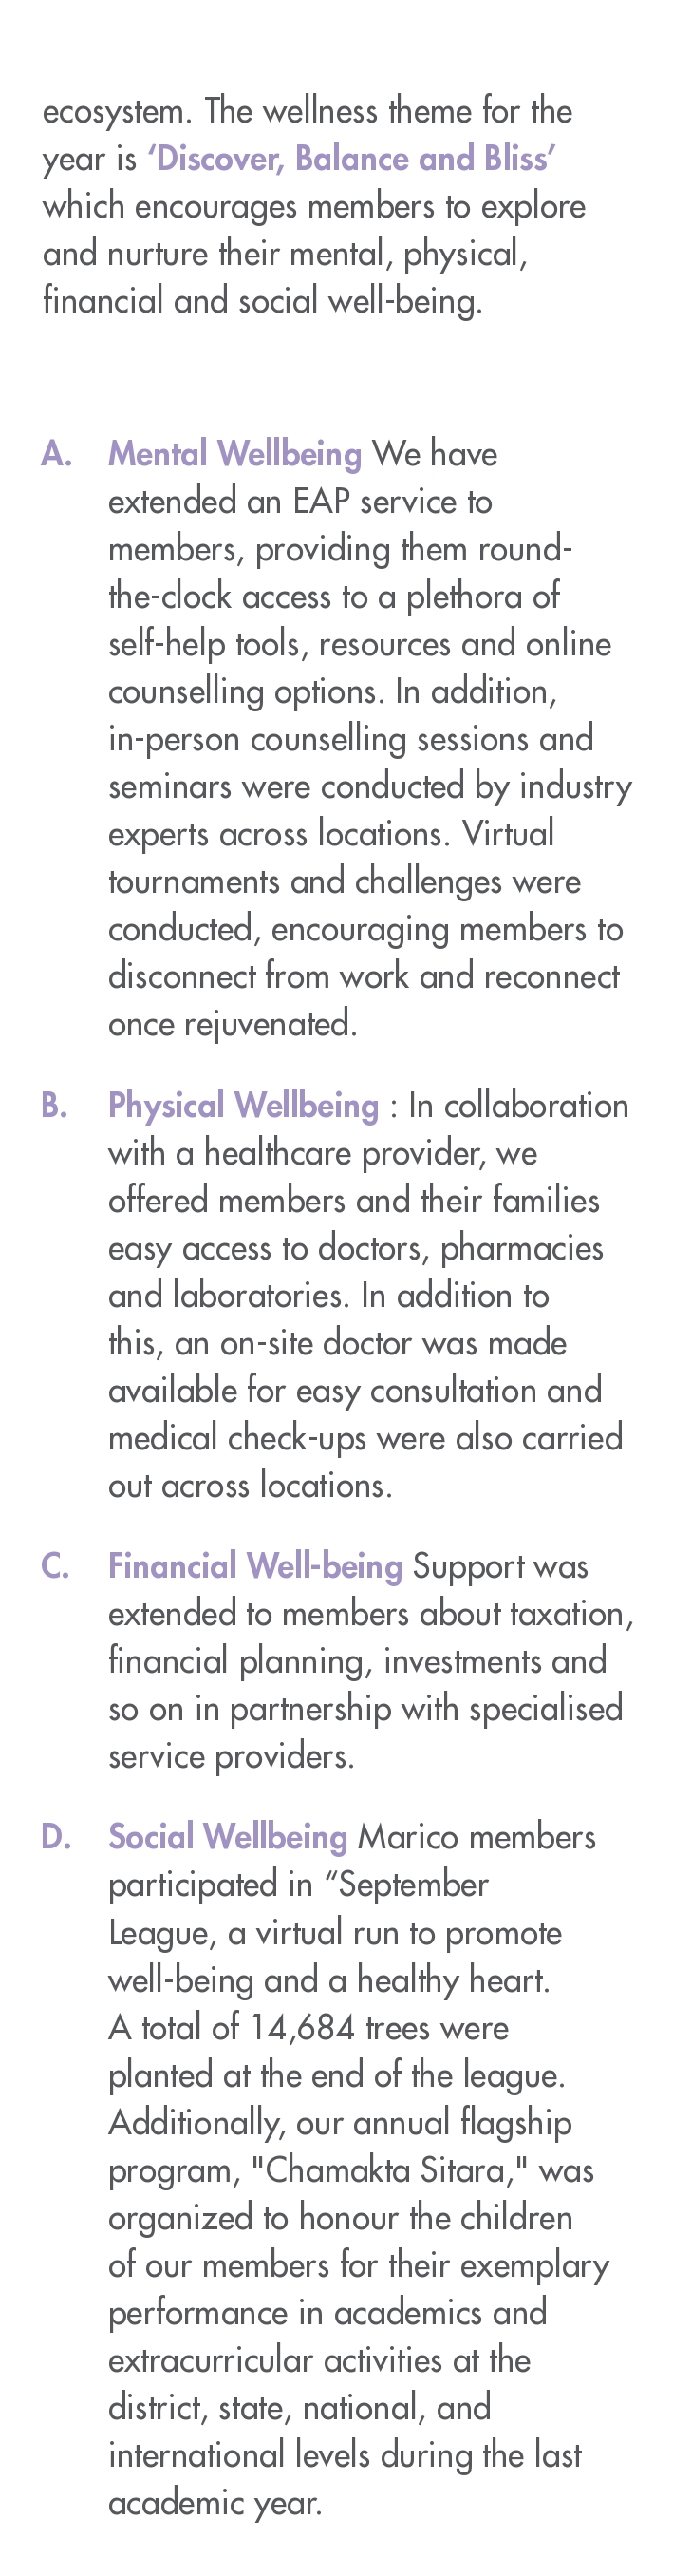 ecosystem. The wellness theme for the
year is ‘Discover, Balance and Bliss’
which encourages members to explore
and nurture their mental, physical,
financial and social well-being.
A. Mental Wellbeing We have
extended an EAP service to
members, providing them round-
the-clock access to a plethora of
self-help tools, resources and online
counselling options. In addition,
in-person counselling sessions and
seminars were conducted by industry
experts across locations. Virtual
tournaments and challenges were
conducted, encouraging members to
disconnect from work and reconnect
once rejuvenated.
B. Physical Wellbeing : In collaboration
with a healthcare provider, we
offered members and their families
easy access to doctors, pharmacies
and laboratories. In addition to
this, an on-site doctor was made
available for easy consultation and
medical check-ups were also carried
out across locations.
C. Financial Well-being Support was
extended to members about taxation,
financial planning, investments and
so on in partnership with specialised
service providers.
D. Social Wellbeing Marico members
participated in “September
League, a virtual run to promote
well-being and a healthy heart.
A total of 14,684 trees were
planted at the end of the league.
Additionally, our annual flagship
program, "Chamakta Sitara," was
organized to honour the children
of our members for their exemplary
performance in academics and
extracurricular activities at the
district, state, national, and
international levels during the last
academic year.